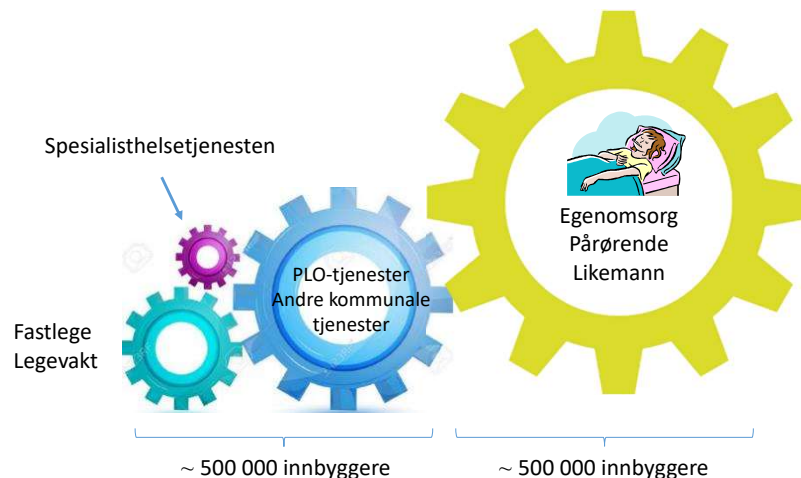 Spesialisthelsetjenesten
Egenomsorg
Pårørende
Likemann
PLO-tjenester
Andre kommunale
tjenester
Fastlege
Legevakt
~ 500 000 innbyggere
~ 500 000 innbyggere